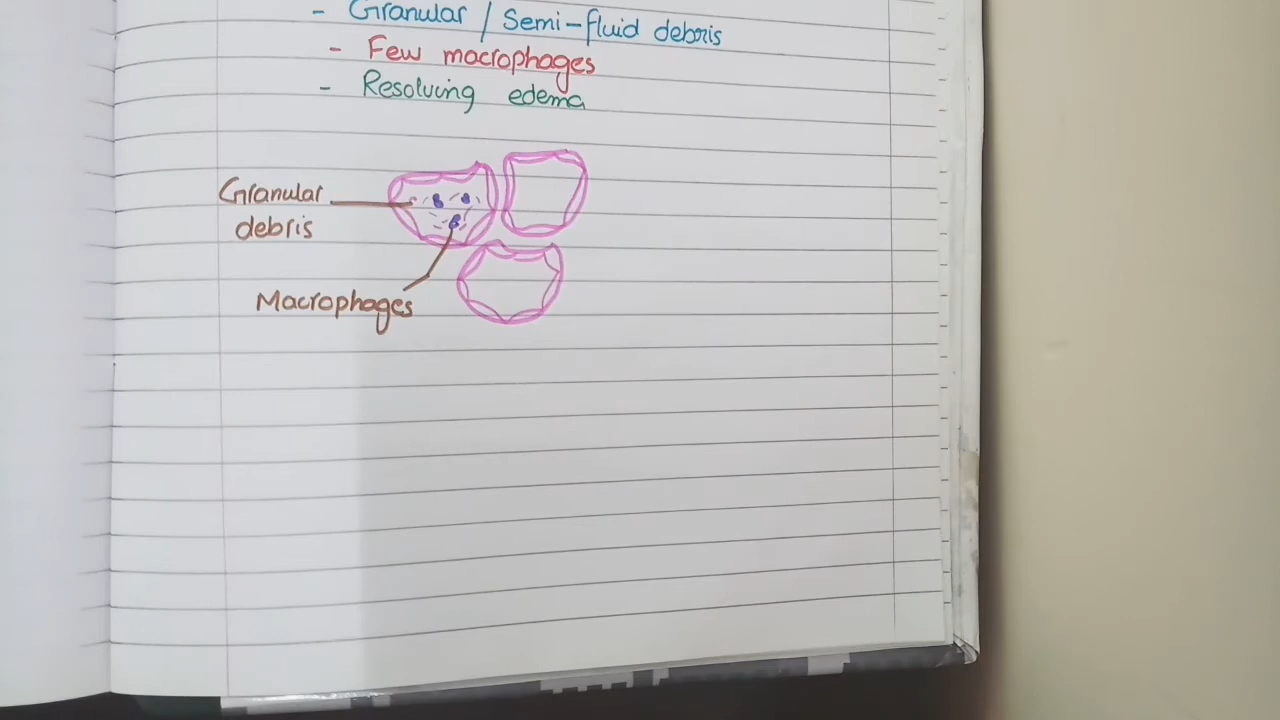 - Granular / Semi-fluid debris
- Few macrophages
- Resolving edema
Granular
debris
Macrophages